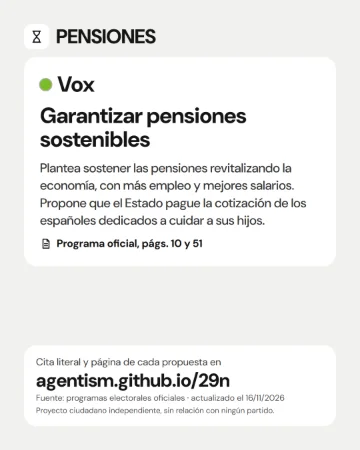 PENSIONES
Vox
Garantizar pensiones
sostenibles
Plantea sostener las pensiones revitalizando la
economía, con más empleo y mejores salarios.
Propone que el Estado pague la cotización de los
españoles dedicados a cuidar a sus hijos.
Programa oficial, págs. 10 y 51
Cita literal y página de cada propuesta en
agentism.github.io/29n
Fuente: programas electorales oficiales · actualizado el 16/11/2026
Proyecto ciudadano independiente, sin relación con ningún partido.